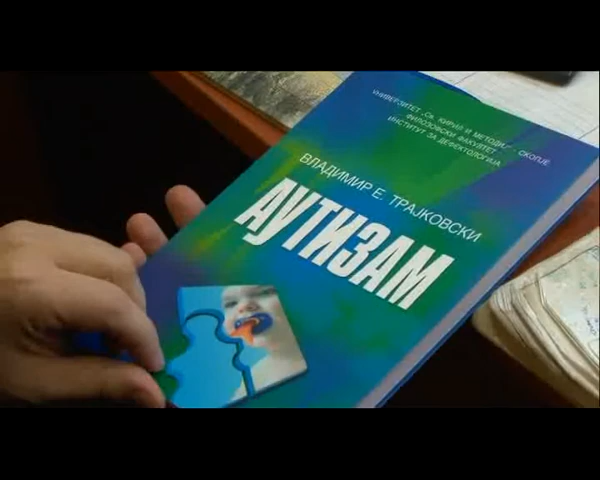 УНИВЕРЗИТЕТ „Св. КИРИЛ И МЕТОДИЈ“ - СКОПЈЕ
ФИЛОЗОФСКИ ФАКУЛТЕТ
ИНСТИТУТ ЗА ДЕФЕКТОЛОГИЈА
ВЛАДИМИР Е. ТРАЈКОВСКИ
АУТИЗАМ